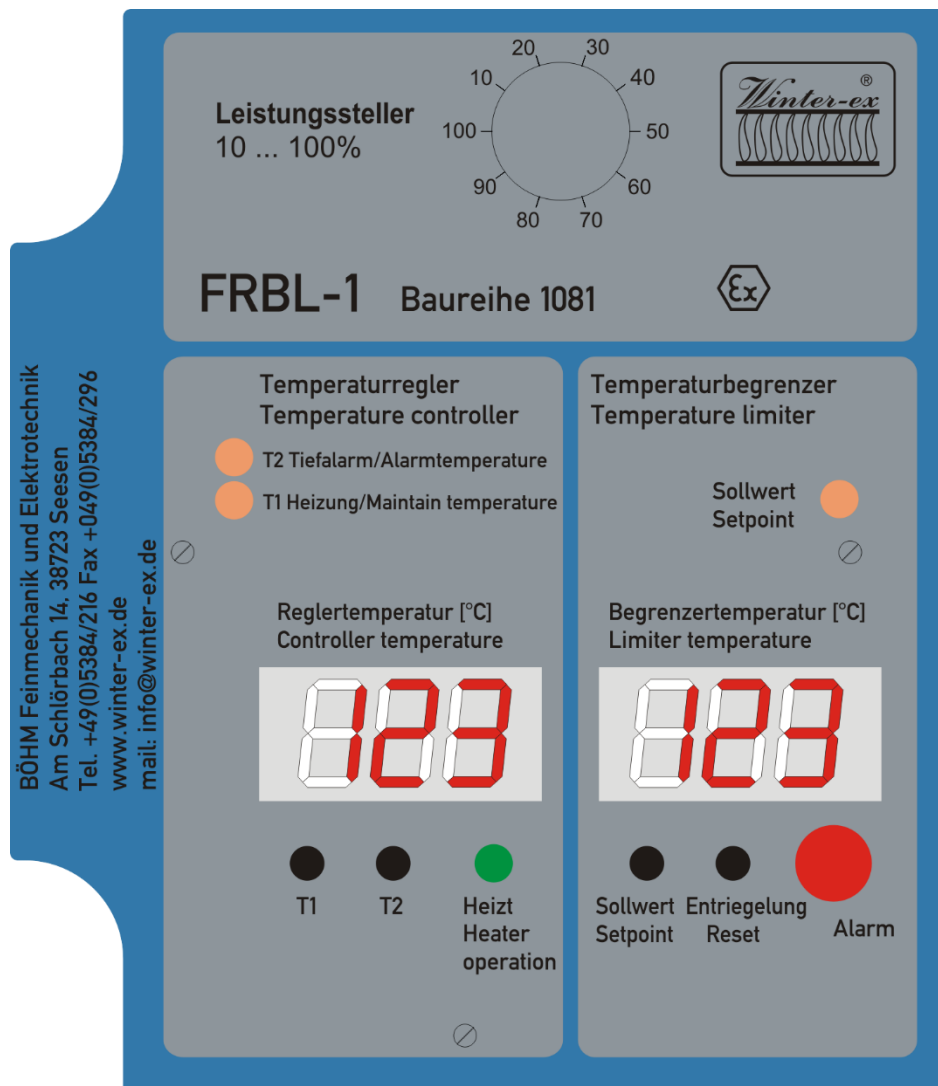 Leistungssteller
10 ... 100%
10
20
30
40
50
60
70
80
90
100
Winter-ex ®
FRBL-1 Baureihe 1081
Ex
BÖHM Feinmechanik und Elektrotechnik
Am Schlörbach 14, 38723 Seesen
Tel. +49(0)5384/216 Fax +049(0)5384/296
www.winter-ex.de
mail: info@winter-ex.de
Temperaturregler
Temperature controller
T2 Tiefalarm/Alarmtemperature
T1 Heizung/Maintain temperature
Reglertemperatur [°C]
Controller temperature
123
T1
T2
Heizt
Heater
operation
Temperaturbegrenzer
Temperature limiter
Sollwert
Setpoint
Begrenzertemperatur [°C]
Limiter temperature
123
Sollwert
Setpoint
Entriegelung
Reset
Alarm